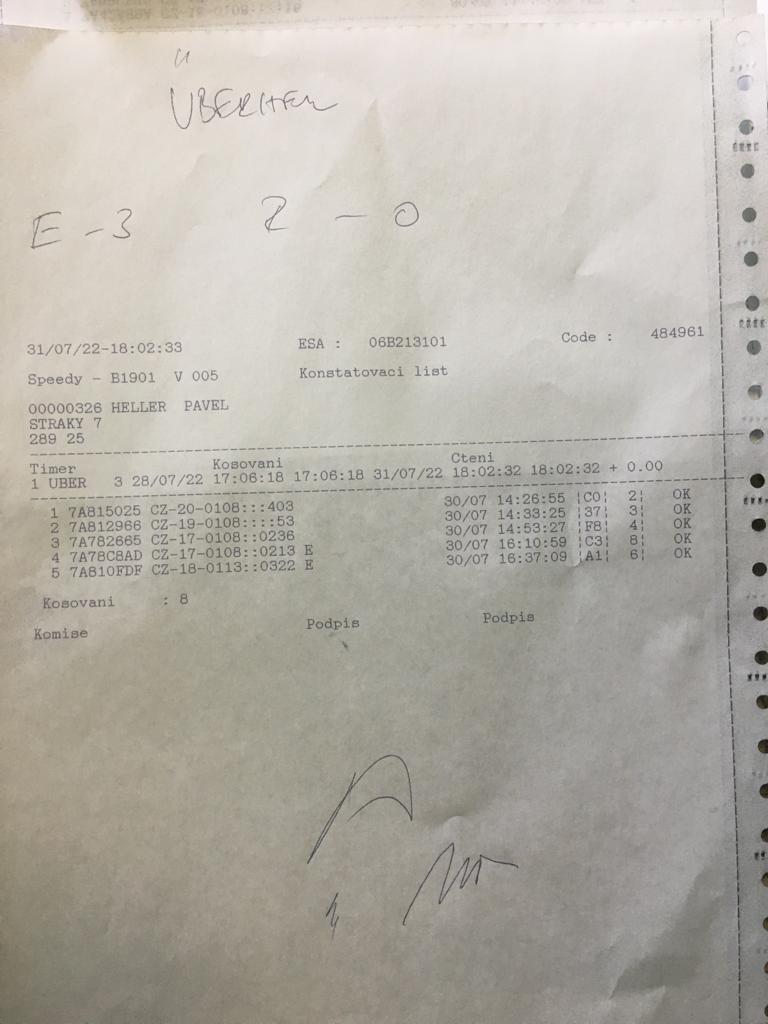 ÜBERHEN
E - 3 2 - 0
31/07/22-18:02:33 ESA : 06B213101 Code : 484961
Speedy - B1901 V 005 Konstatovaci list
00000326 HELLER PAVEL
STRAKY 7
289 25
Timer Kosovani Cteni
1 UBER 3 28/07/22 17:06:18 17:06:18 31/07/22 18:02:32 18:02:32 + 0.00
1 7A815025 CZ-20-0108:::403 30/07 14:26:55 ¦C0¦ 2¦ OK
2 7A812966 CZ-19-0108::::53 30/07 14:33:25 ¦37¦ 3¦ OK
3 7A782665 CZ-17-0108::0236 30/07 14:53:27 ¦F8¦ 4¦ OK
4 7A78C8AD CZ-17-0108::0213 E 30/07 16:10:59 ¦C3¦ 8¦ OK
5 7A810FDF CZ-18-0113::0322 E 30/07 16:37:09 ¦A1¦ 6¦ OK
Kosovani : 8
Komise Podpis Podpis